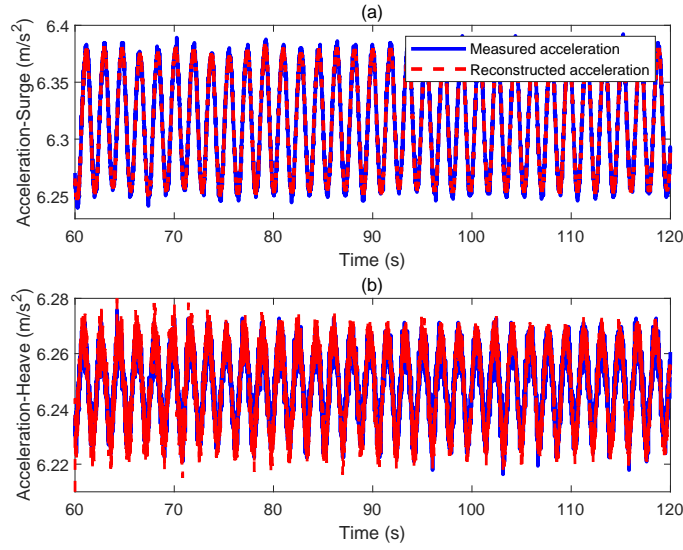 (a)
Acceleration-Surge (m/s²)
6.4
6.35
6.3
6.25
Measured acceleration
Reconstructed acceleration
60 70 80 90 100 110 120
Time (s)
(b)
Acceleration-Heave (m/s²)
6.28
6.26
6.24
6.22
60 70 80 90 100 110 120
Time (s)